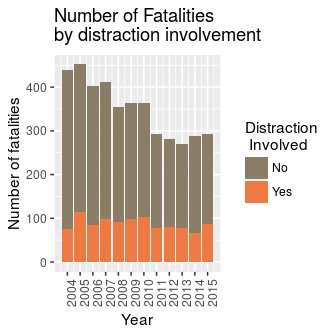 Number of Fatalities
by distraction involvement
Number of fatalities
400
300
200
100
0
2004
2005
2006
2007
2008
2009
2010
2011
2012
2013
2014
2015
Year
Distraction
Involved
No
Yes